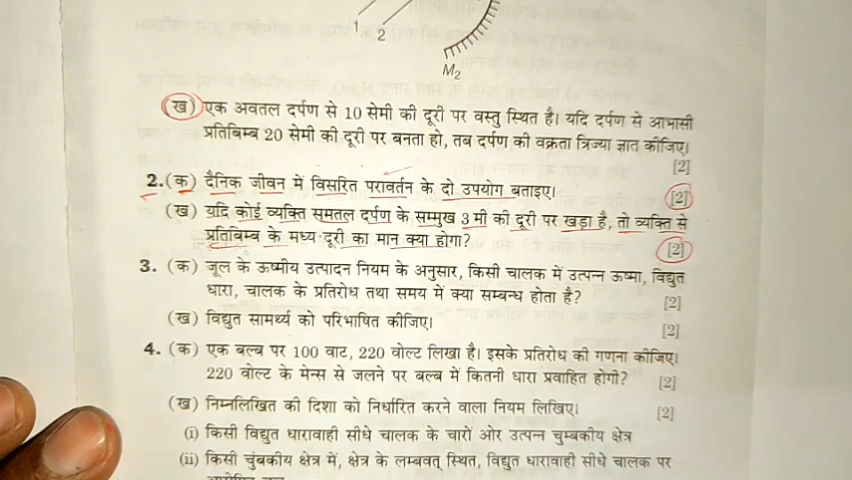 1
2
M2
(ख) एक अवतल दर्पण से 10 सेमी की दूरी पर वस्तु स्थित है। यदि दर्पण से आभासी
प्रतिबिम्ब 20 सेमी की दूरी पर बनता हो, तब दर्पण की वक्रता त्रिज्या ज्ञात कीजिए।
[2]
2. (क) दैनिक जीवन में विसरित परावर्तन के दो उपयोग बताइए। [2]
(ख) यदि कोई व्यक्ति समतल दर्पण के सम्मुख 3 मी की दूरी पर खड़ा है, तो व्यक्ति से
प्रतिबिम्ब के मध्य दूरी का मान क्या होगा? [2]
3. (क) जूल के ऊष्मीय उत्पादन नियम के अनुसार, किसी चालक में उत्पन्न ऊष्मा, विद्युत
धारा, चालक के प्रतिरोध तथा समय में क्या सम्बन्ध होता है? [2]
(ख) विद्युत सामर्थ्य को परिभाषित कीजिए। [2]
4. (क) एक बल्ब पर 100 वाट, 220 वोल्ट लिखा है। इसके प्रतिरोध की गणना कीजिए।
220 वोल्ट के मेन्स से जलने पर बल्ब में कितनी धारा प्रवाहित होगी? [2]
(ख) निम्नलिखित की दिशा को निर्धारित करने वाला नियम लिखिए। [2]
(i) किसी विद्युत धारावाही सीधे चालक के चारों ओर उत्पन्न चुम्बकीय क्षेत्र
(ii) किसी चुंबकीय क्षेत्र में, क्षेत्र के लम्बवत् स्थित, विद्युत धारावाही सीधे चालक पर